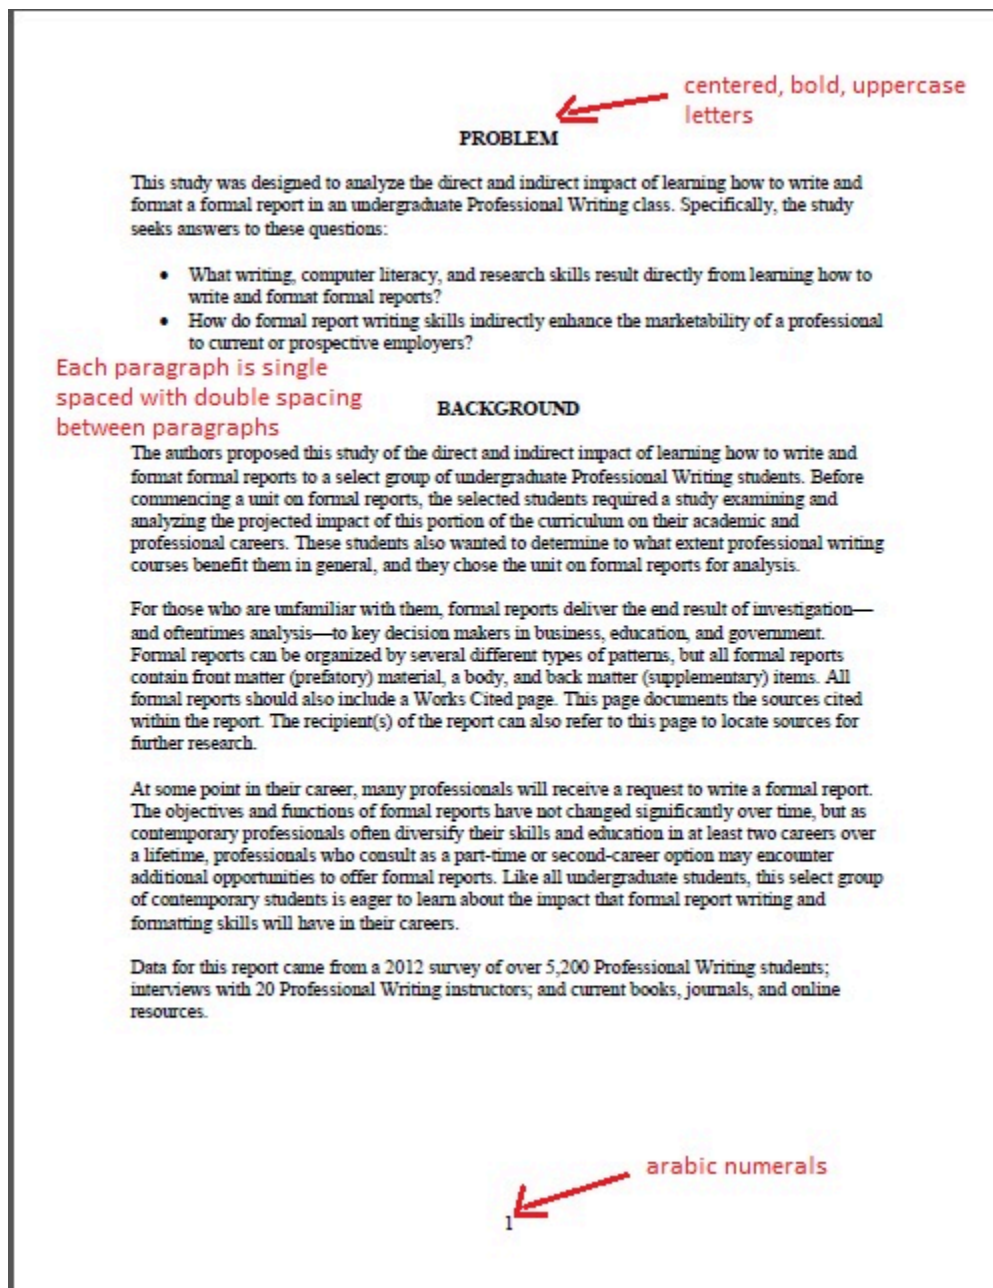 centered, bold, uppercase
letters
PROBLEM
This study was designed to analyze the direct and indirect impact of learning how to write and
format a formal report in an undergraduate Professional Writing class. Specifically, the study
seeks answers to these questions:
• What writing, computer literacy, and research skills result directly from learning how to
write and format formal reports?
• How do formal report writing skills indirectly enhance the marketability of a professional
to current or prospective employers?
Each paragraph is single
spaced with double spacing
between paragraphs
BACKGROUND
The authors proposed this study of the direct and indirect impact of learning how to write and
format formal reports to a select group of undergraduate Professional Writing students. Before
commencing a unit on formal reports, the selected students required a study examining and
analyzing the projected impact of this portion of the curriculum on their academic and
professional careers. These students also wanted to determine to what extent professional writing
courses benefit them in general, and they chose the unit on formal reports for analysis.
For those who are unfamiliar with them, formal reports deliver the end result of investigation—
and oftentimes analysis—to key decision makers in business, education, and government.
Formal reports can be organized by several different types of patterns, but all formal reports
contain front matter (prefatory) material, a body, and back matter (supplementary) items. All
formal reports should also include a Works Cited page. This page documents the sources cited
within the report. The recipient(s) of the report can also refer to this page to locate sources for
further research.
At some point in their career, many professionals will receive a request to write a formal report.
The objectives and functions of formal reports have not changed significantly over time, but as
contemporary professionals often diversify their skills and education in at least two careers over
a lifetime, professionals who consult as a part-time or second-career option may encounter
additional opportunities to offer formal reports. Like all undergraduate students, this select group
of contemporary students is eager to learn about the impact that formal report writing and
formatting skills will have in their careers.
Data for this report came from a 2012 survey of over 5,200 Professional Writing students;
interviews with 20 Professional Writing instructors; and current books, journals, and online
resources.
arabic numerals
1